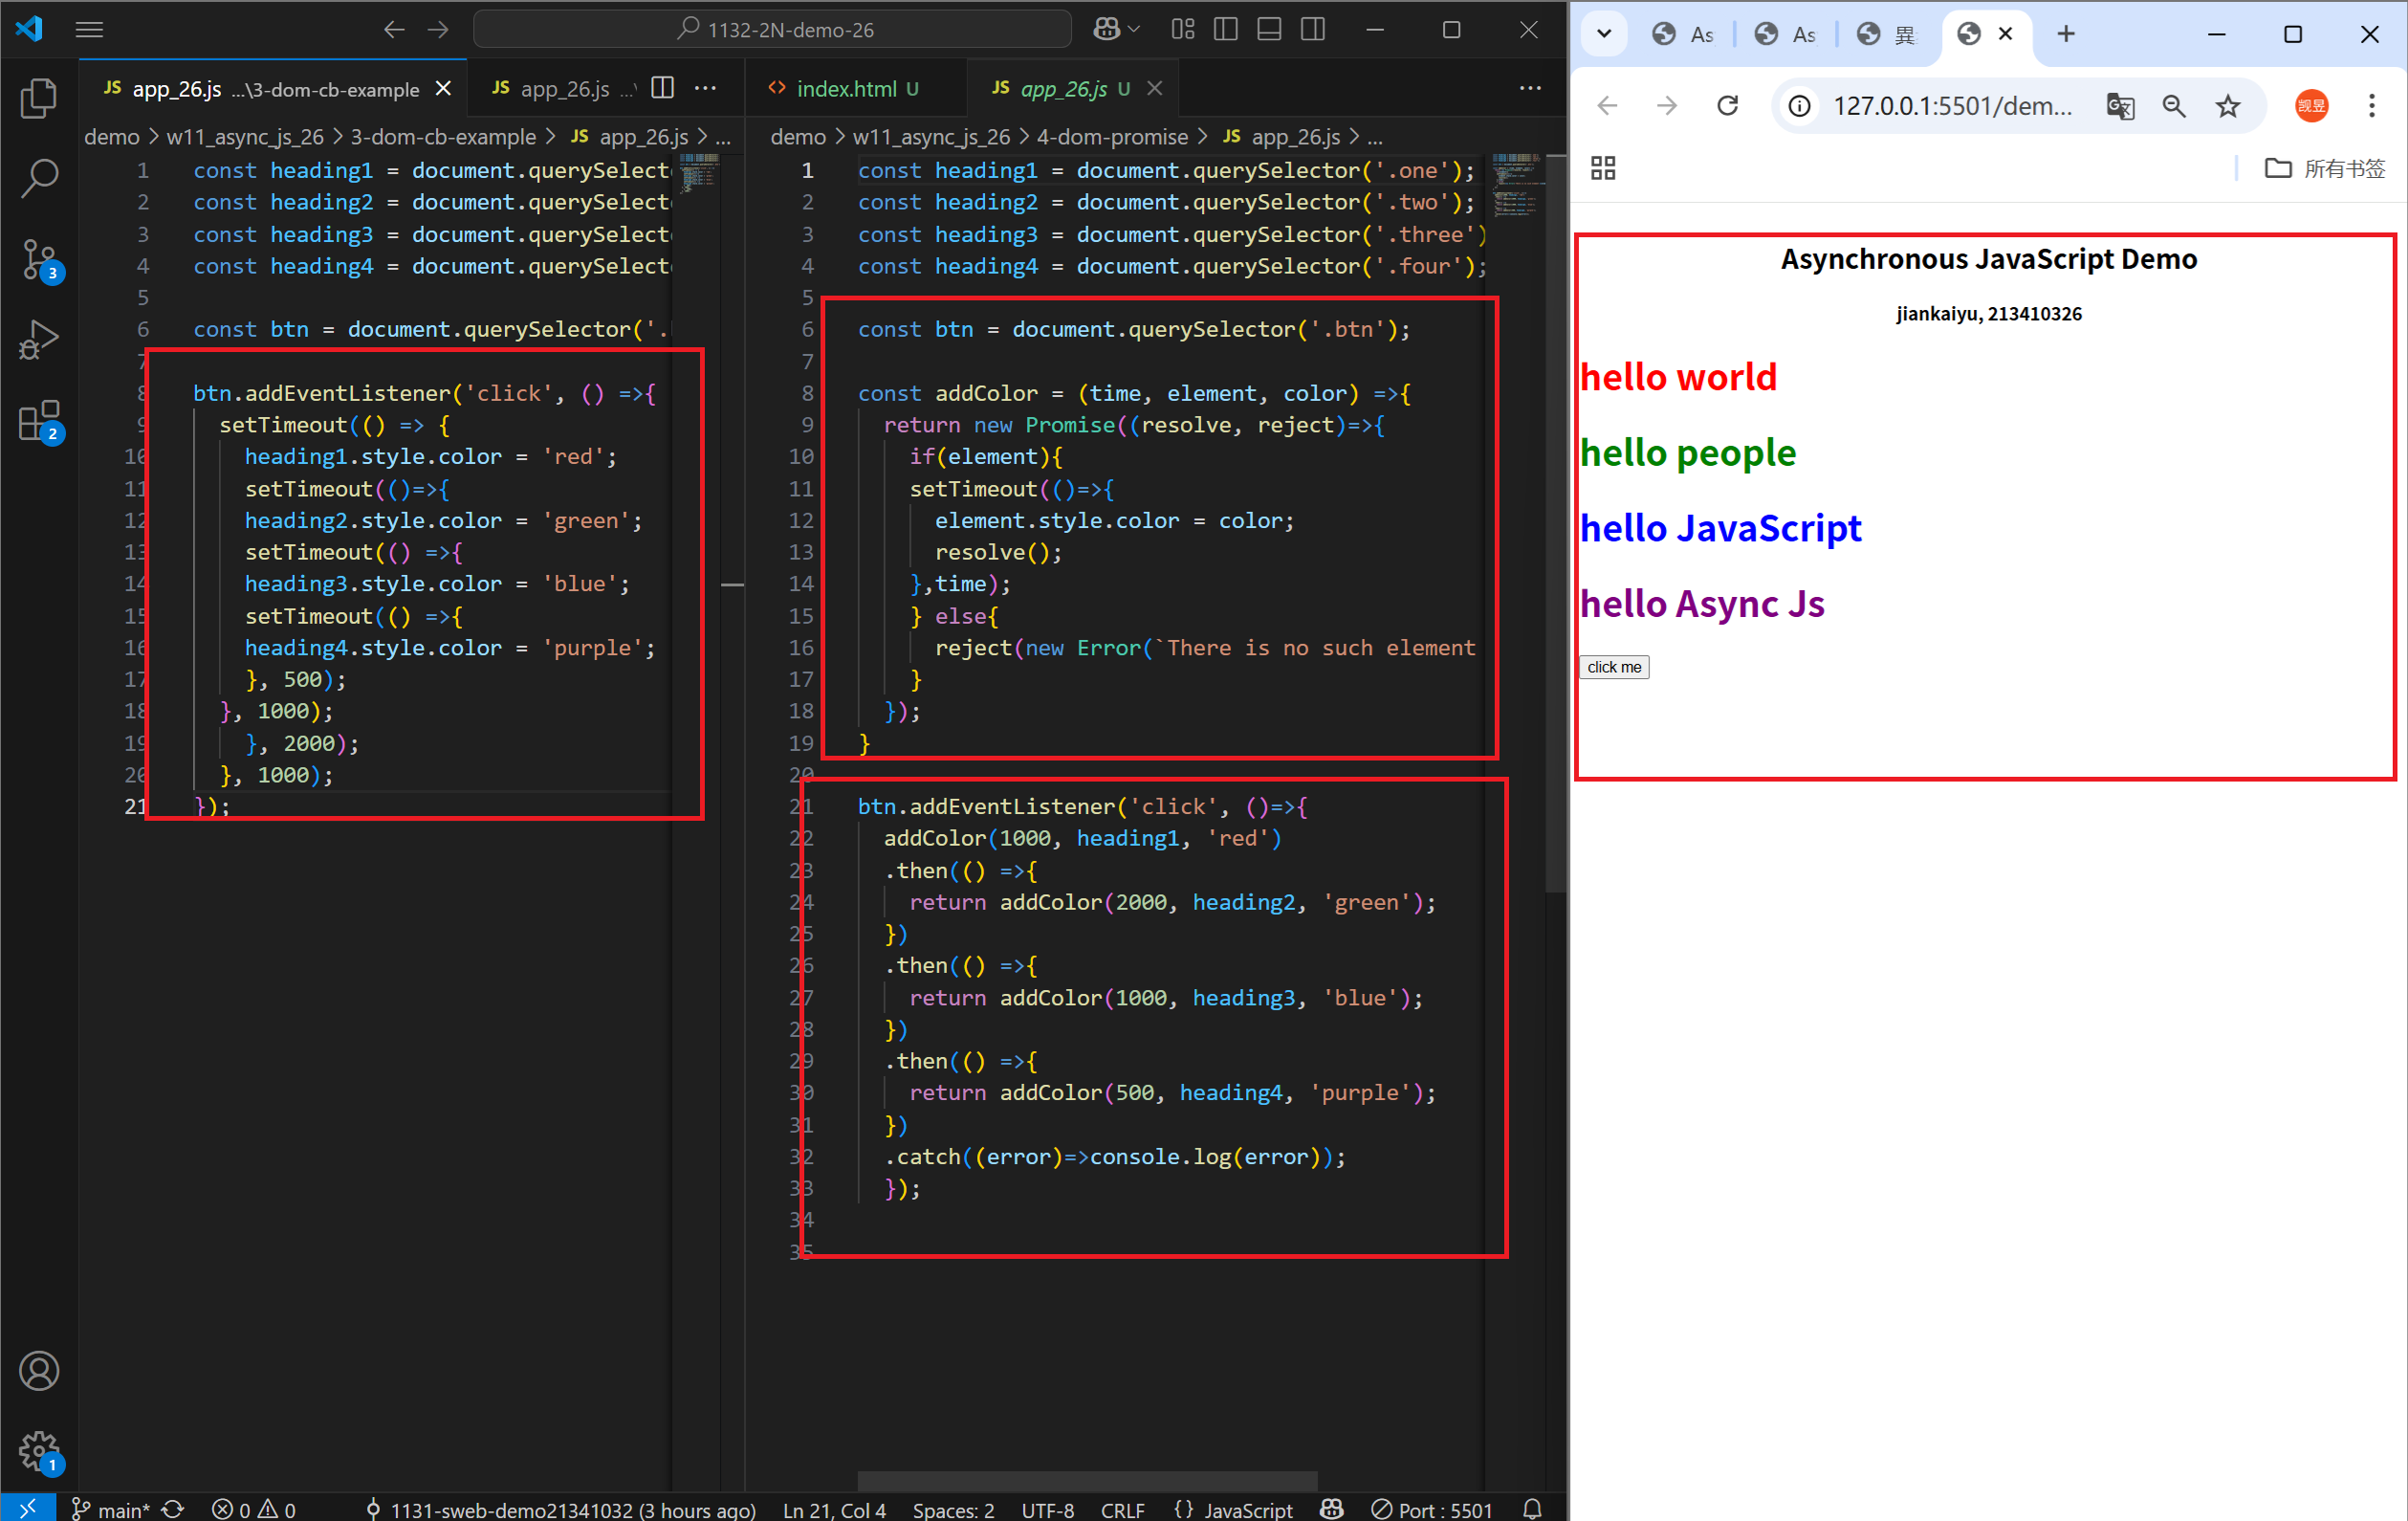 1132-2N-demo-26
JS app_26.js ...\3-dom-cb-example
JS app_26.js ...\
index.html U
JS app_26.js U
demo > w11_async_js_26 > 3-dom-cb-example > JS app_26.js > ...
1 const heading1 = document.querySelect
2 const heading2 = document.querySelect
3 const heading3 = document.querySelect
4 const heading4 = document.querySelect
5
6 const btn = document.querySelector('.
7
8 btn.addEventListener('click', () =>{
9 setTimeout(() => {
10 heading1.style.color = 'red';
11 setTimeout(()=>{
12 heading2.style.color = 'green';
13 setTimeout(() =>{
14 heading3.style.color = 'blue';
15 setTimeout(() =>{
16 heading4.style.color = 'purple';
17 }, 500);
18 }, 1000);
19 }, 2000);
20 }, 1000);
21 });
demo > w11_async_js_26 > 4-dom-promise > JS app_26.js > ...
1 const heading1 = document.querySelector('.one');
2 const heading2 = document.querySelector('.two');
3 const heading3 = document.querySelector('.three')
4 const heading4 = document.querySelector('.four');
5
6 const btn = document.querySelector('.btn');
7
8 const addColor = (time, element, color) =>{
9 return new Promise((resolve, reject)=>{
10 if(element){
11 setTimeout(()=>{
12 element.style.color = color;
13 resolve();
14 },time);
15 } else{
16 reject(new Error(`There is no such element
17 }
18 });
19 }
20
21 btn.addEventListener('click', ()=>{
22 addColor(1000, heading1, 'red')
23 .then(() =>{
24 return addColor(2000, heading2, 'green');
25 })
26 .then(() =>{
27 return addColor(1000, heading3, 'blue');
28 })
29 .then(() =>{
30 return addColor(500, heading4, 'purple');
31 })
32 .catch((error)=>console.log(error));
33 });
34
35
3
2
1
main* 0 0 1131-sweb-demo21341032 (3 hours ago) Ln 21, Col 4 Spaces: 2 UTF-8 CRLF {} JavaScript Port : 5501
As
As
異
127.0.0.1:5501/dem...
觊昱
所有书签
Asynchronous JavaScript Demo
jiankaiyu, 213410326
hello world
hello people
hello JavaScript
hello Async Js
click me